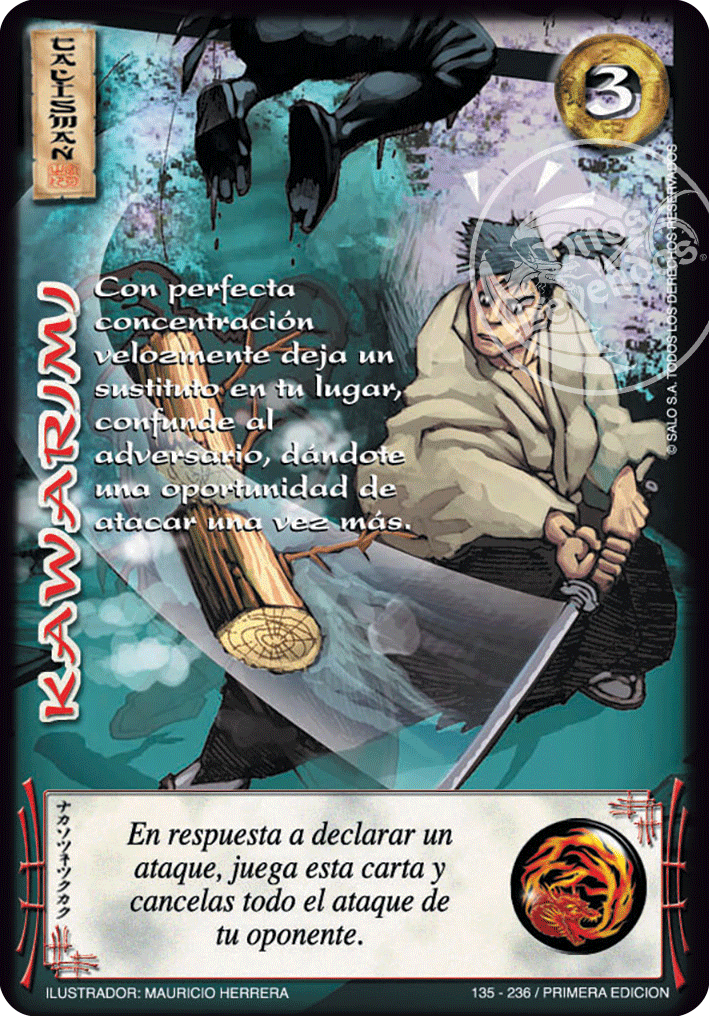 TALISMAN
3
KAWARIMI
Con perfecta
concentración
velozmente deja un
sustituto en tu lugar,
confunde al
adversario, dándote
una oportunidad de
atacar una vez más.
Mitos
y
Leyendas®
© SALO S.A. TODOS LOS DERECHOS RESERVADOS
ナカソツネツクカク
En respuesta a declarar un
ataque, juega esta carta y
cancelas todo el ataque de
tu oponente.
ILUSTRADOR: MAURICIO HERRERA
135 - 236 / PRIMERA EDICION